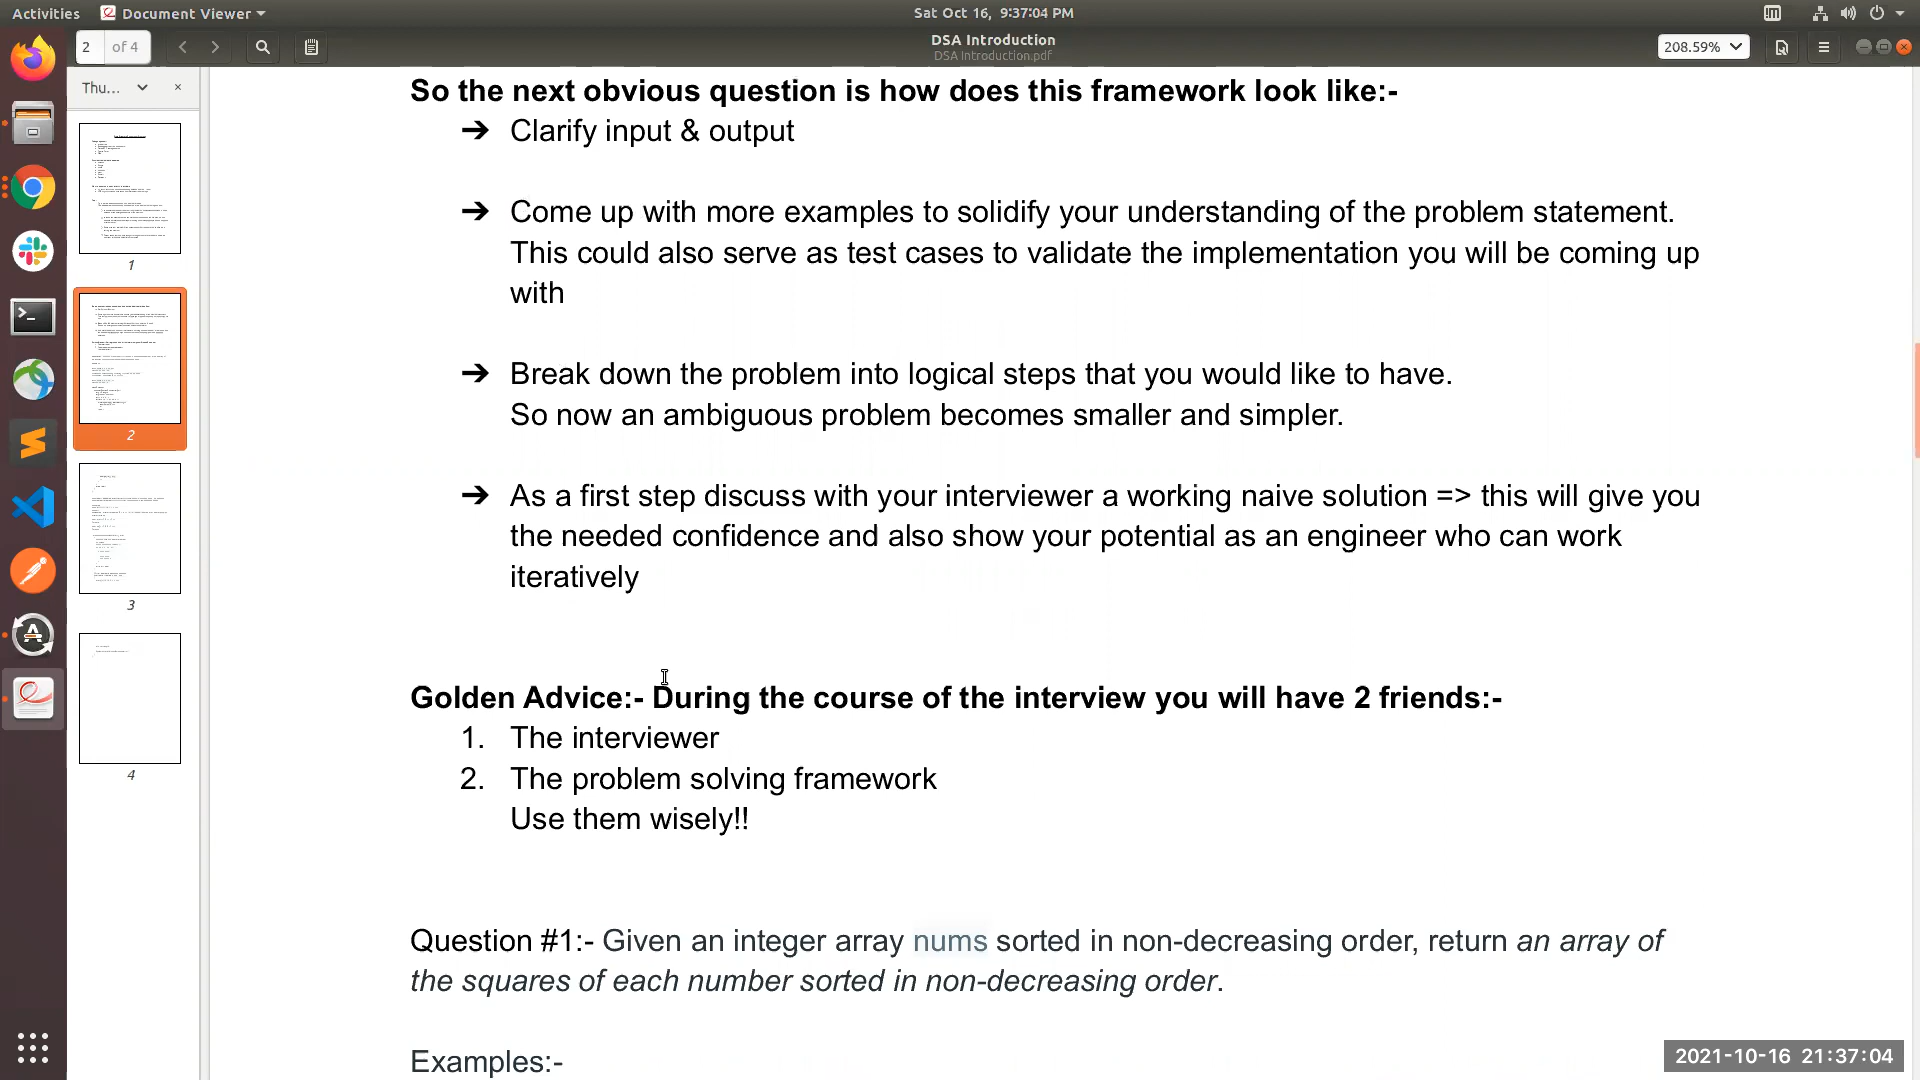 Activities Document Viewer Sat Oct 16, 9:37:04 PM
2 of 4 DSA Introduction 208.59%
DSA Introduction.pdf
Thu...
So the next obvious question is how does this framework look like:-
➔ Clarify input & output
➔ Come up with more examples to solidify your understanding of the problem statement.
This could also serve as test cases to validate the implementation you will be coming up
with
➔ Break down the problem into logical steps that you would like to have.
So now an ambiguous problem becomes smaller and simpler.
➔ As a first step discuss with your interviewer a working naive solution => this will give you
the needed confidence and also show your potential as an engineer who can work
iteratively
Golden Advice:- During the course of the interview you will have 2 friends:-
1. The interviewer
2. The problem solving framework
Use them wisely!!
Question #1:- Given an integer array nums sorted in non-decreasing order, return an array of
the squares of each number sorted in non-decreasing order.
Examples:-
1
2
3
4
2021-10-16 21:37:04